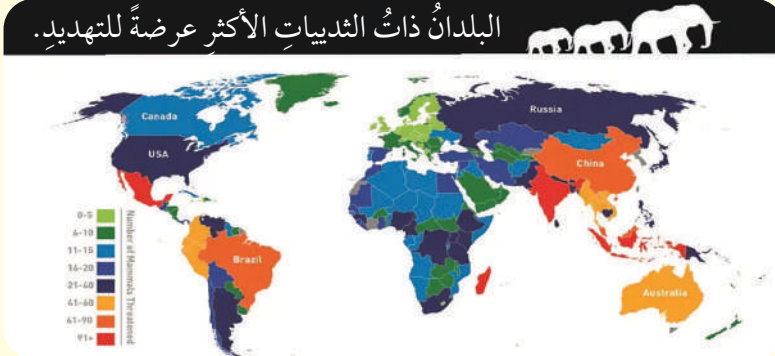 البلدانُ ذاتُ الثديياتِ الأكثرِ عرضةً للتهديدِ.
Canada
Russia
USA
China
Brazil
Australia
Number of Mammals Threatened
0-5
6-10
11-15
16-20
21-40
41-60
61-90
91+